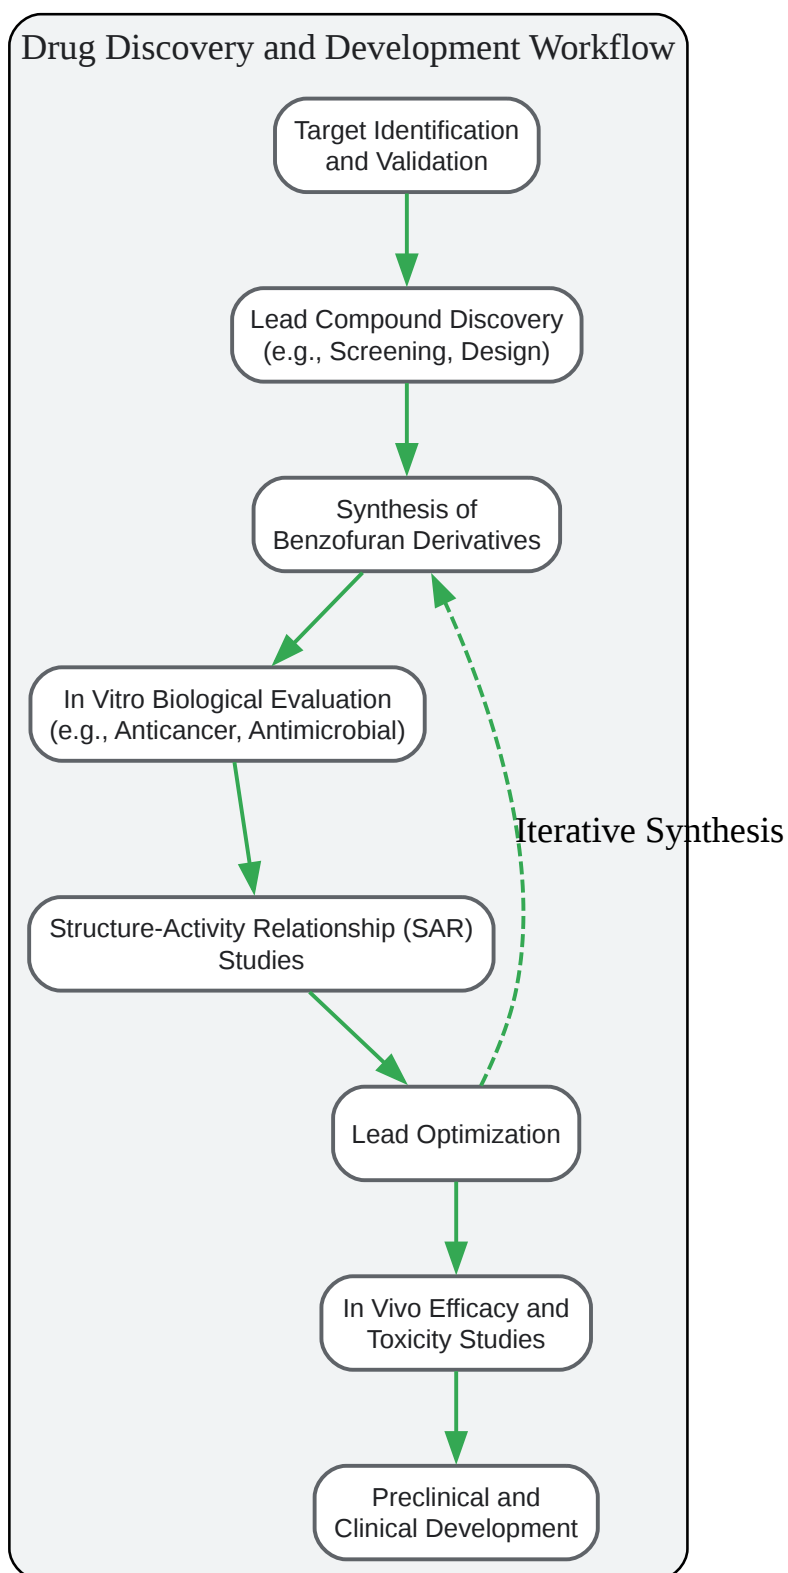 Drug Discovery and Development Workflow
Target Identification
and Validation
Lead Compound Discovery
(e.g., Screening, Design)
Synthesis of
Benzofuran Derivatives
In Vitro Biological Evaluation
(e.g., Anticancer, Antimicrobial)
Iterative Synthesis
Structure-Activity Relationship (SAR)
Studies
Lead Optimization
In Vivo Efficacy and
Toxicity Studies
Preclinical and
Clinical Development